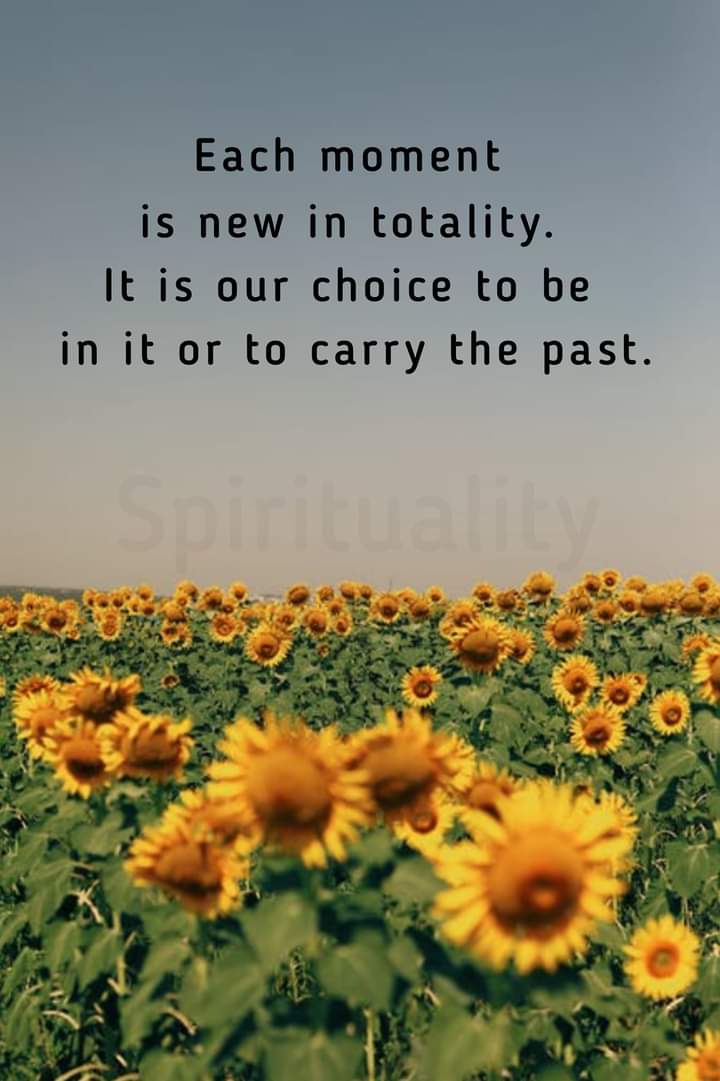 Each moment
is new in totality.
It is our choice to be
in it or to carry the past.
Spirituality